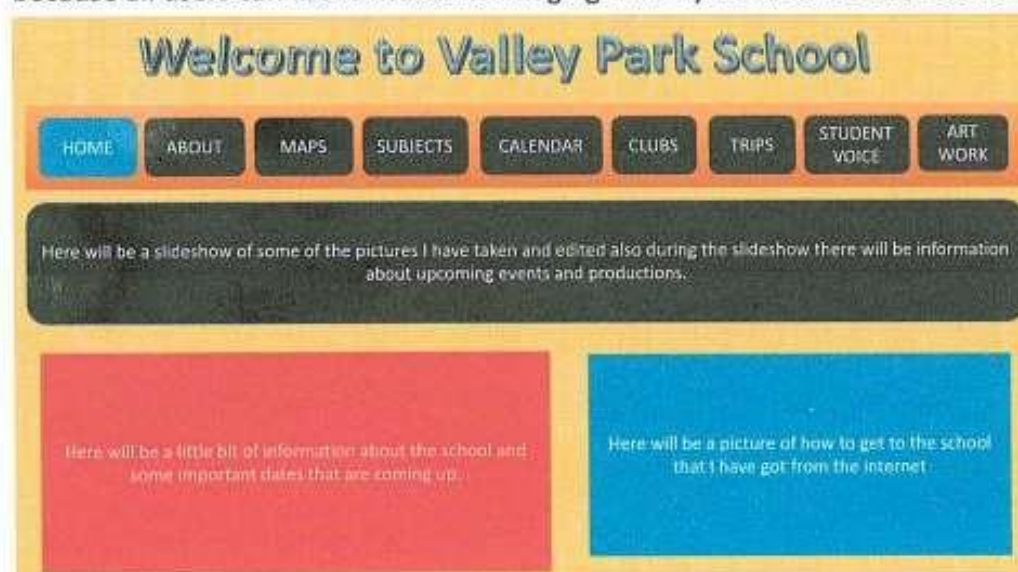 Welcome to Valley Park School
HOME
ABOUT
MAPS
SUBJECTS
CALENDAR
CLUBS
TRIPS
STUDENT
VOICE
ART
WORK
Here will be a slideshow of some of the pictures I have taken and edited also during the slideshow there will be information
about upcoming events and productions.
Here will be a little bit of information about the school and
some important dates that are coming up.
Here will be a picture of how to get to the school
that I have got from the internet